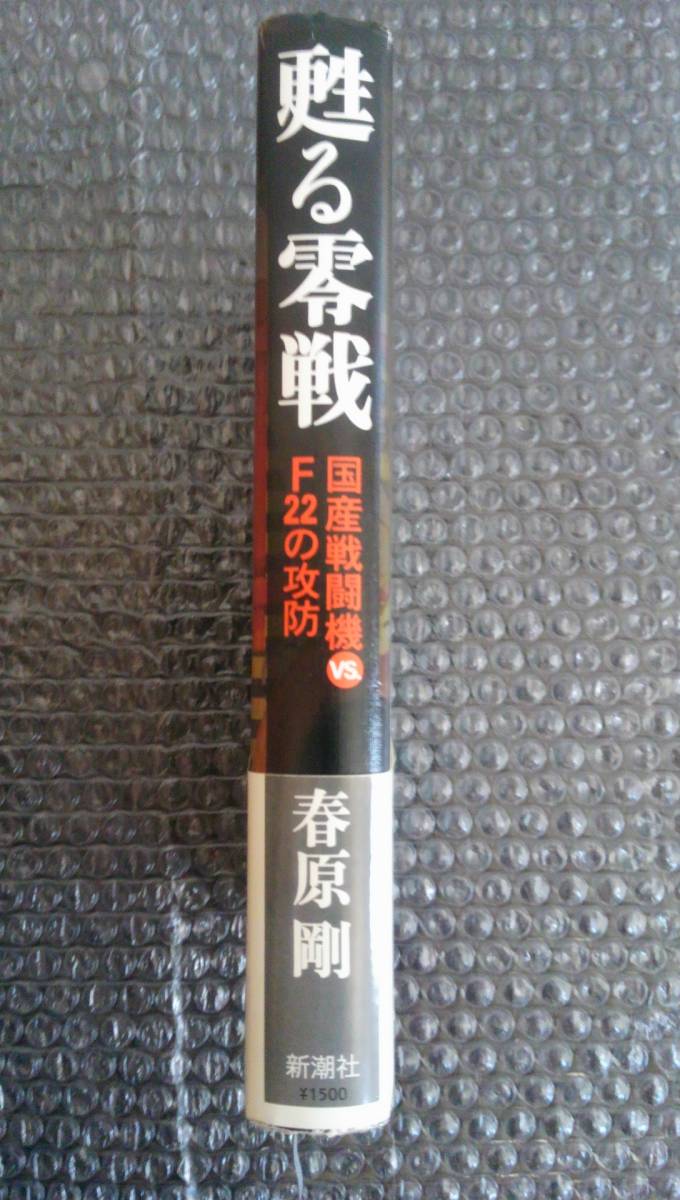 甦る零戦
国産戦闘機VS.
F22の攻防
春原 剛
新潮社
¥1500